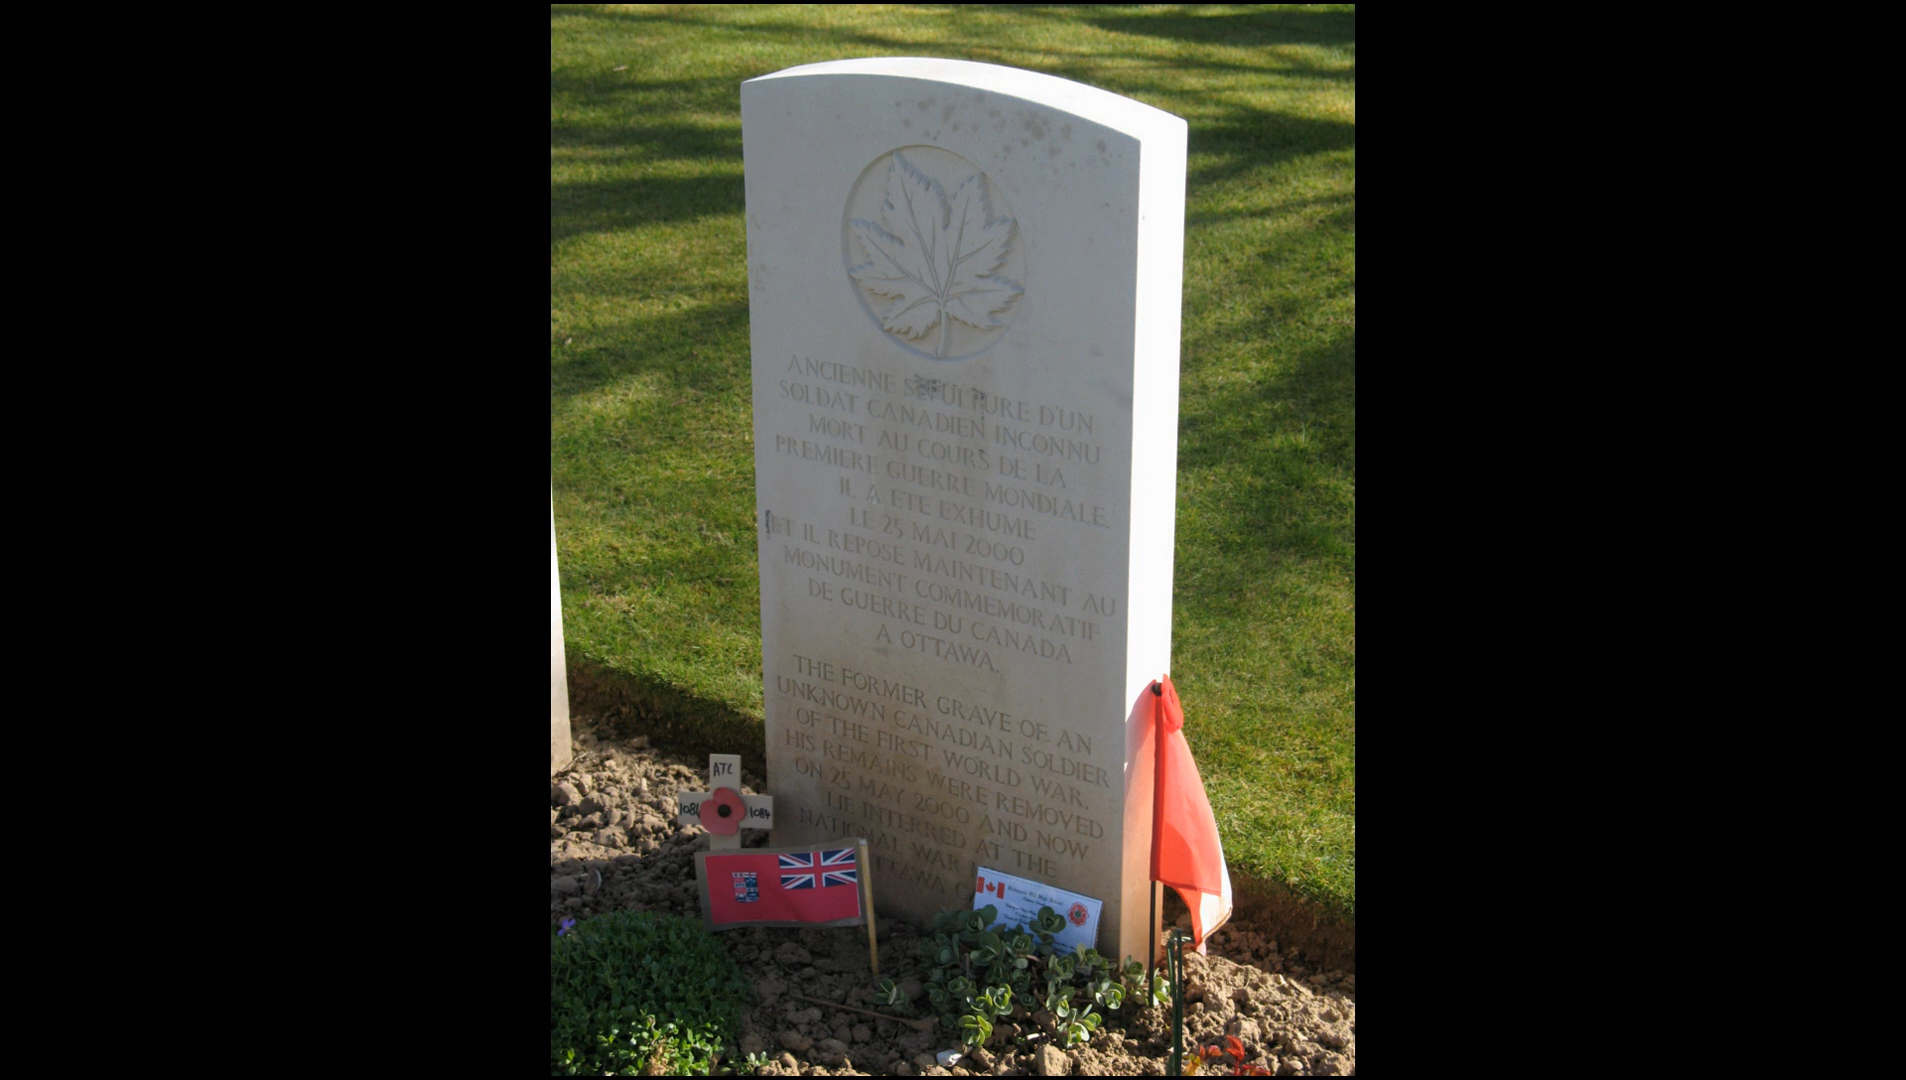 ANCIENNE SEPULTURE D'UN
SOLDAT CANADIEN INCONNU
MORT AU COURS DE LA
PREMIERE GUERRE MONDIALE.
IL A ETE EXHUME
LE 25 MAI 2000
ET IL REPOSE MAINTENANT AU
MONUMENT COMMEMORATIF
DE GUERRE DU CANADA
A OTTAWA.
THE FORMER GRAVE OF AN
UNKNOWN CANADIAN SOLDIER
OF THE FIRST WORLD WAR.
HIS REMAINS WERE REMOVED
ON 25 MAY 2000 AND NOW
LIE INTERRED AT THE
NATIONAL WAR
ATC
1084 1084